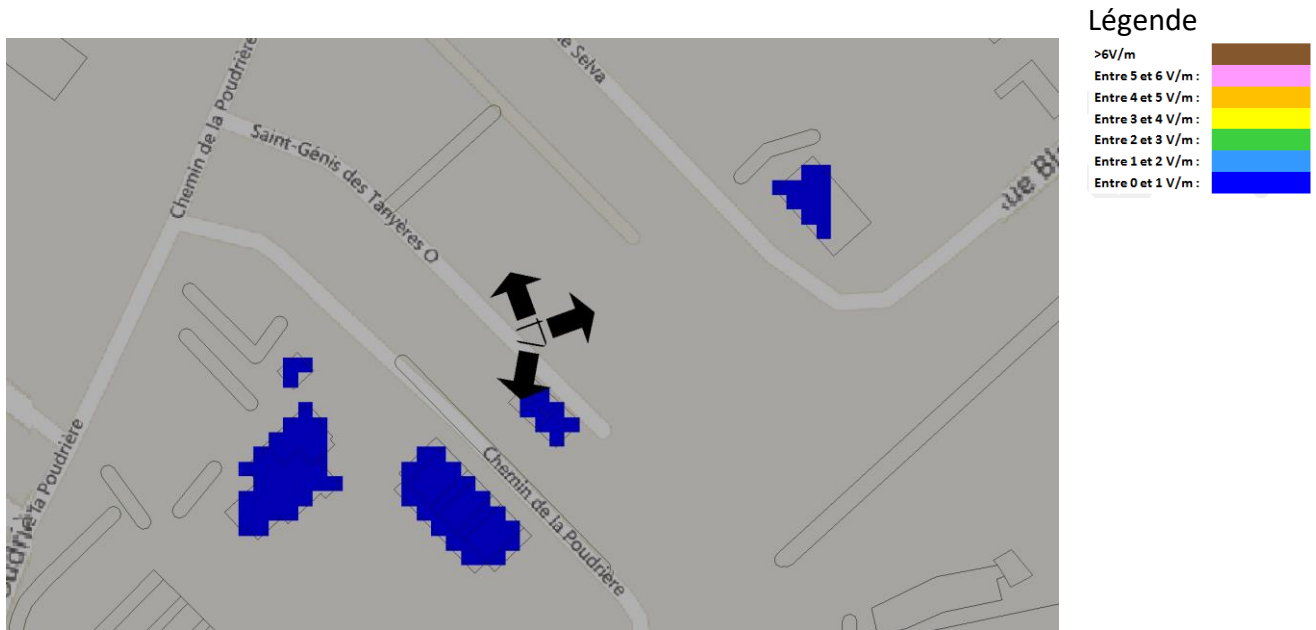 Légende
>6V/m
Entre 5 et 6 V/m :
Entre 4 et 5 V/m :
Entre 3 et 4 V/m :
Entre 2 et 3 V/m :
Entre 1 et 2 V/m :
Entre 0 et 1 V/m :
Chemin de la Poudrière
Saint-Génis des Tanyères O
Selva
la Poudrière
Chemin de la Poudrière